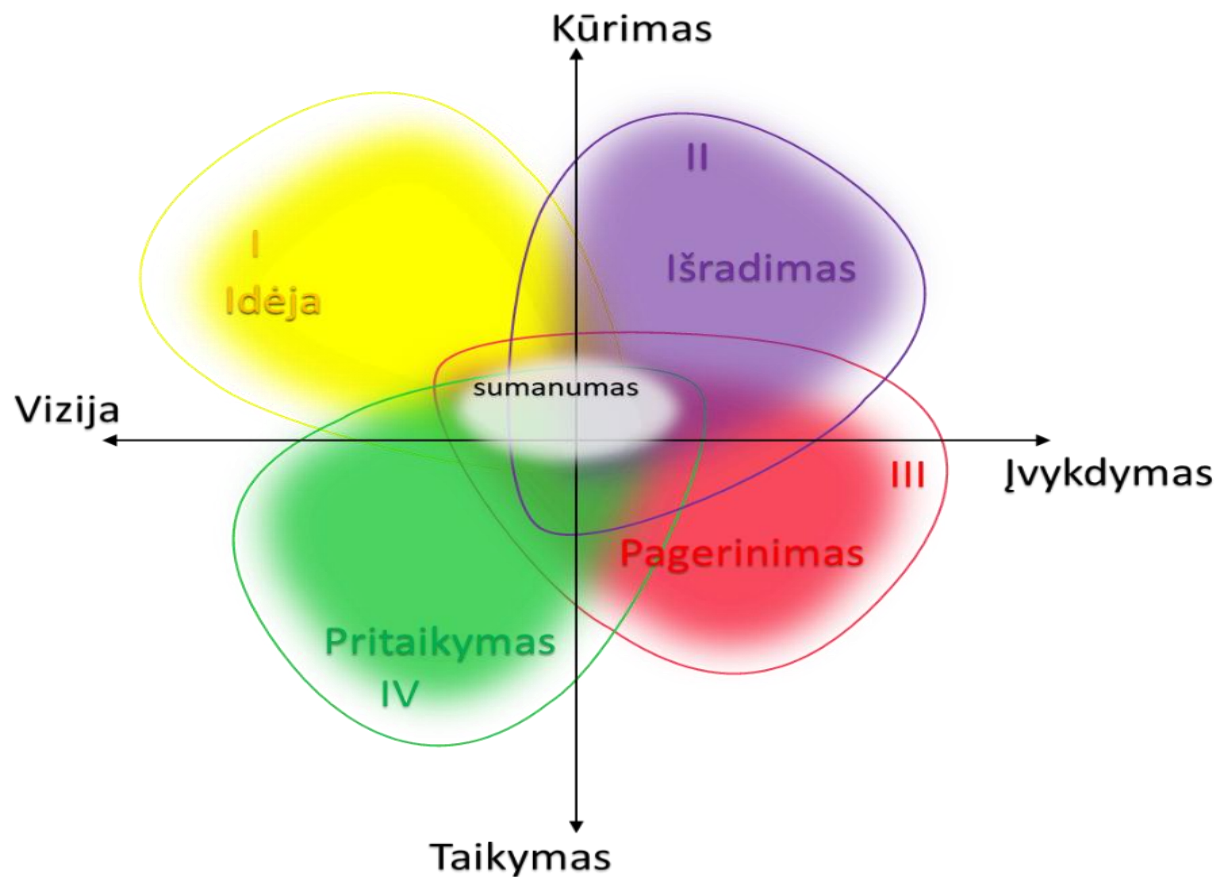 Kūrimas
II
I
Išradimas
Idėja
sumanumas
Vizija
III
Įvykdymas
Pagerinimas
Pritaikymas
IV
Taikymas